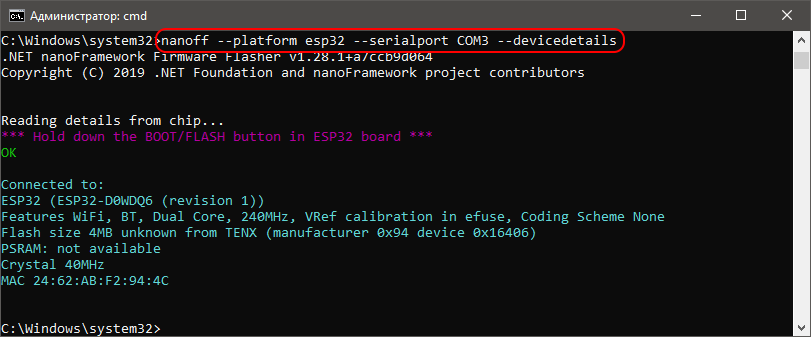 Администратор: cmd
C:\Windows\system32>nanoff --platform esp32 --serialport COM3 --devicedetails
.NET nanoFramework Firmware Flasher v1.28.1+a7ccb9d064
Copyright (C) 2019 .NET Foundation and nanoFramework project contributors
Reading details from chip...
*** Hold down the BOOT/FLASH button in ESP32 board ***
OK
Connected to:
ESP32 (ESP32-D0WDQ6 (revision 1))
Features WiFi, BT, Dual Core, 240MHz, VRef calibration in efuse, Coding Scheme None
Flash size 4MB unknown from TENX (manufacturer 0x94 device 0x16406)
PSRAM: not available
Crystal 40MHz
MAC 24:62:AB:F2:94:4C
C:\Windows\system32>